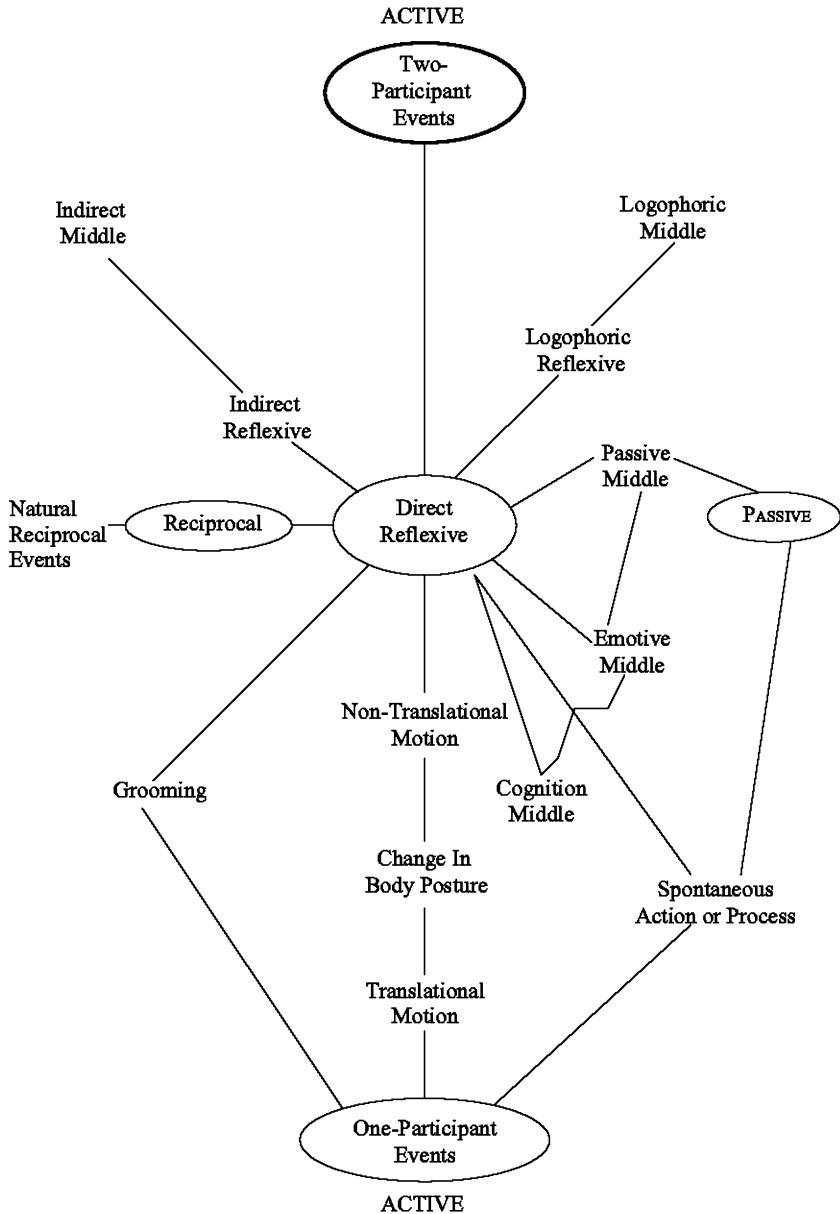 ACTIVE
Two-
Participant
Events
Indirect
Middle
Logophoric
Middle
Logophoric
Reflexive
Indirect
Reflexive
Passive
Middle
Natural
Reciprocal
Events
Reciprocal
Direct
Reflexive
PASSIVE
Emotive
Middle
Non-Translational
Motion
Grooming
Cognition
Middle
Change In
Body Posture
Spontaneous
Action or Process
Translational
Motion
One-Participant
Events
ACTIVE